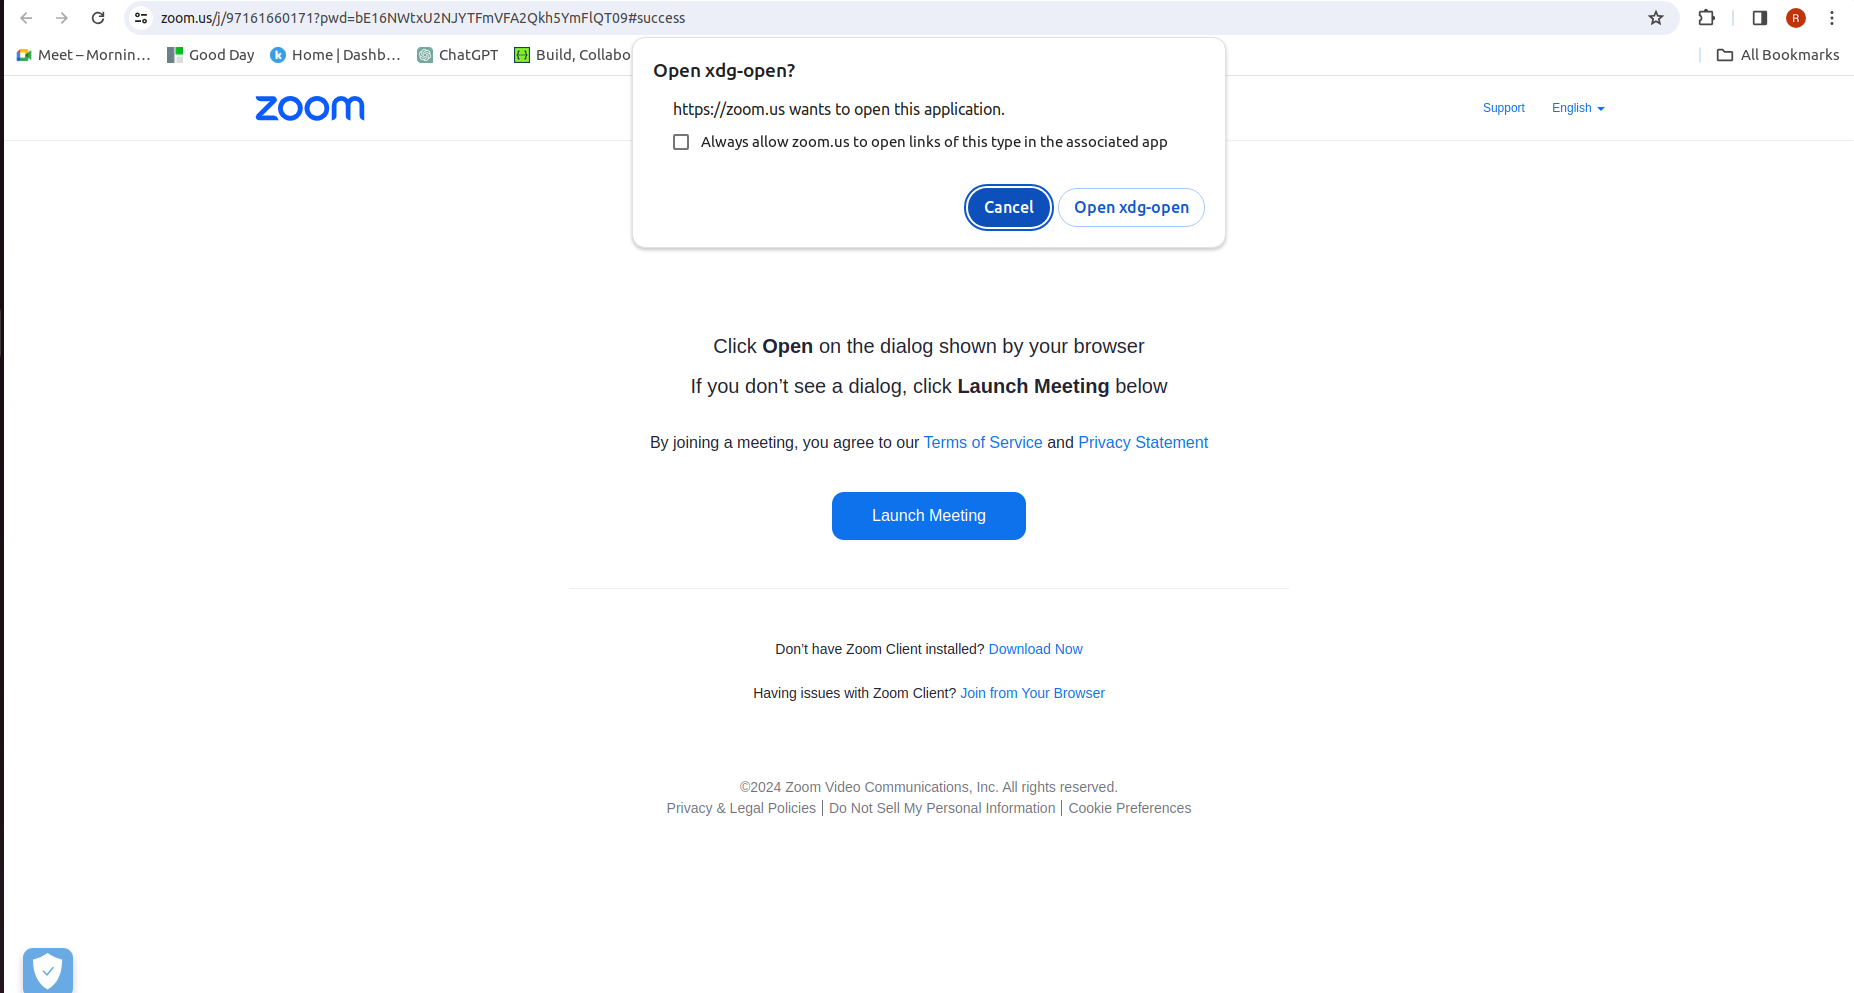 zoom.us/j/97161660171?pwd=bE16NWtxU2NJYTFmVFA2Qkh5YmFlQT09#success
R
Meet – Mornin… Good Day k Home | Dashb… ChatGPT {-} Build, Collabo All Bookmarks
Open xdg-open?
https://zoom.us wants to open this application.
Always allow zoom.us to open links of this type in the associated app
Cancel Open xdg-open
zoom Support English
Click Open on the dialog shown by your browser
If you don’t see a dialog, click Launch Meeting below
By joining a meeting, you agree to our Terms of Service and Privacy Statement
Launch Meeting
Don’t have Zoom Client installed? Download Now
Having issues with Zoom Client? Join from Your Browser
©2024 Zoom Video Communications, Inc. All rights reserved.
Privacy & Legal Policies | Do Not Sell My Personal Information | Cookie Preferences